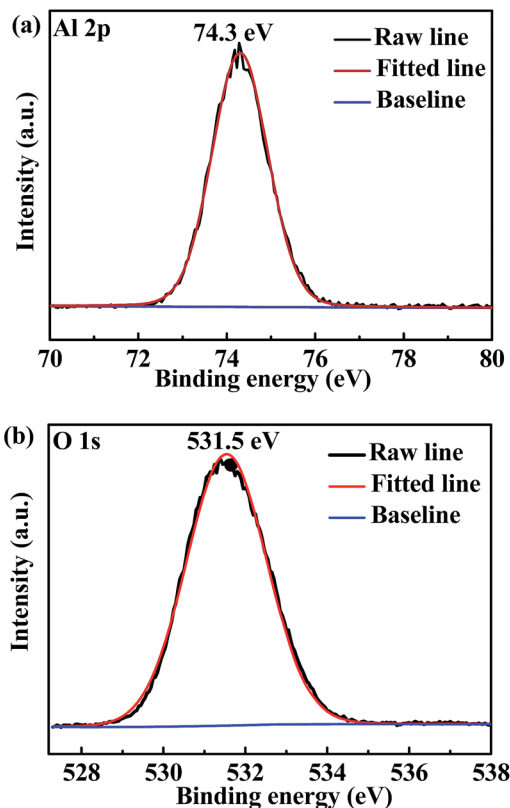 (a)
Al 2p
74.3 eV
Raw line
Fitted line
Baseline
Intensity (a.u.)
70 72 74 76 78 80
Binding energy (eV)
(b)
O 1s
531.5 eV
Raw line
Fitted line
Baseline
Intensity (a.u.)
528 530 532 534 536 538
Binding energy (eV)